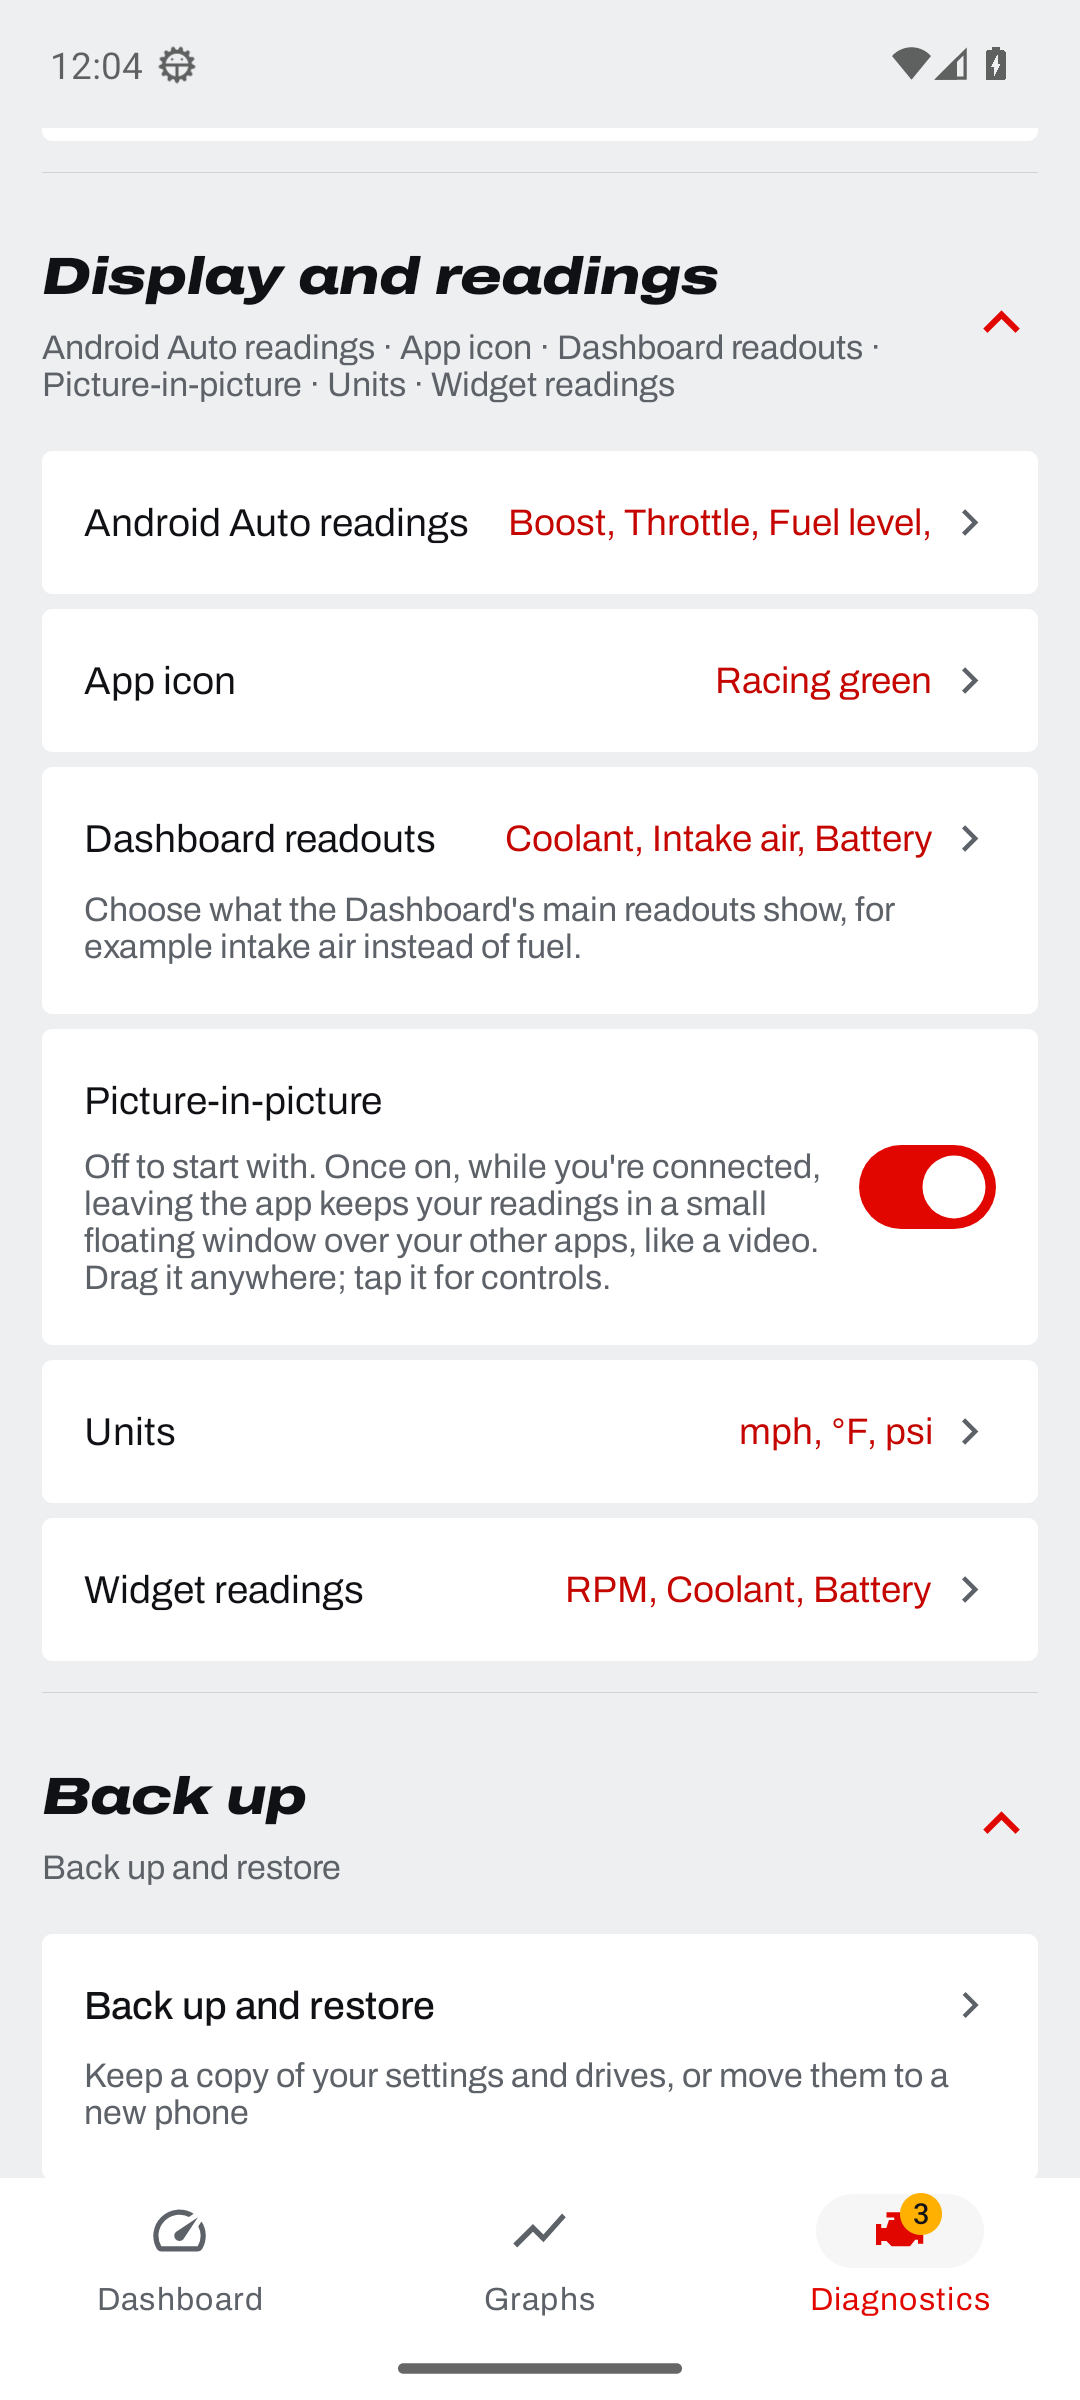 12:04
Display and readings
Android Auto readings · App icon · Dashboard readouts ·
Picture-in-picture · Units · Widget readings
Android Auto readings Boost, Throttle, Fuel level,
App icon Racing green
Dashboard readouts Coolant, Intake air, Battery
Choose what the Dashboard's main readouts show, for
example intake air instead of fuel.
Picture-in-picture
Off to start with. Once on, while you're connected,
leaving the app keeps your readings in a small
floating window over your other apps, like a video.
Drag it anywhere; tap it for controls.
Units mph, °F, psi
Widget readings RPM, Coolant, Battery
Back up
Back up and restore
Back up and restore
Keep a copy of your settings and drives, or move them to a
new phone
3
Dashboard Graphs Diagnostics